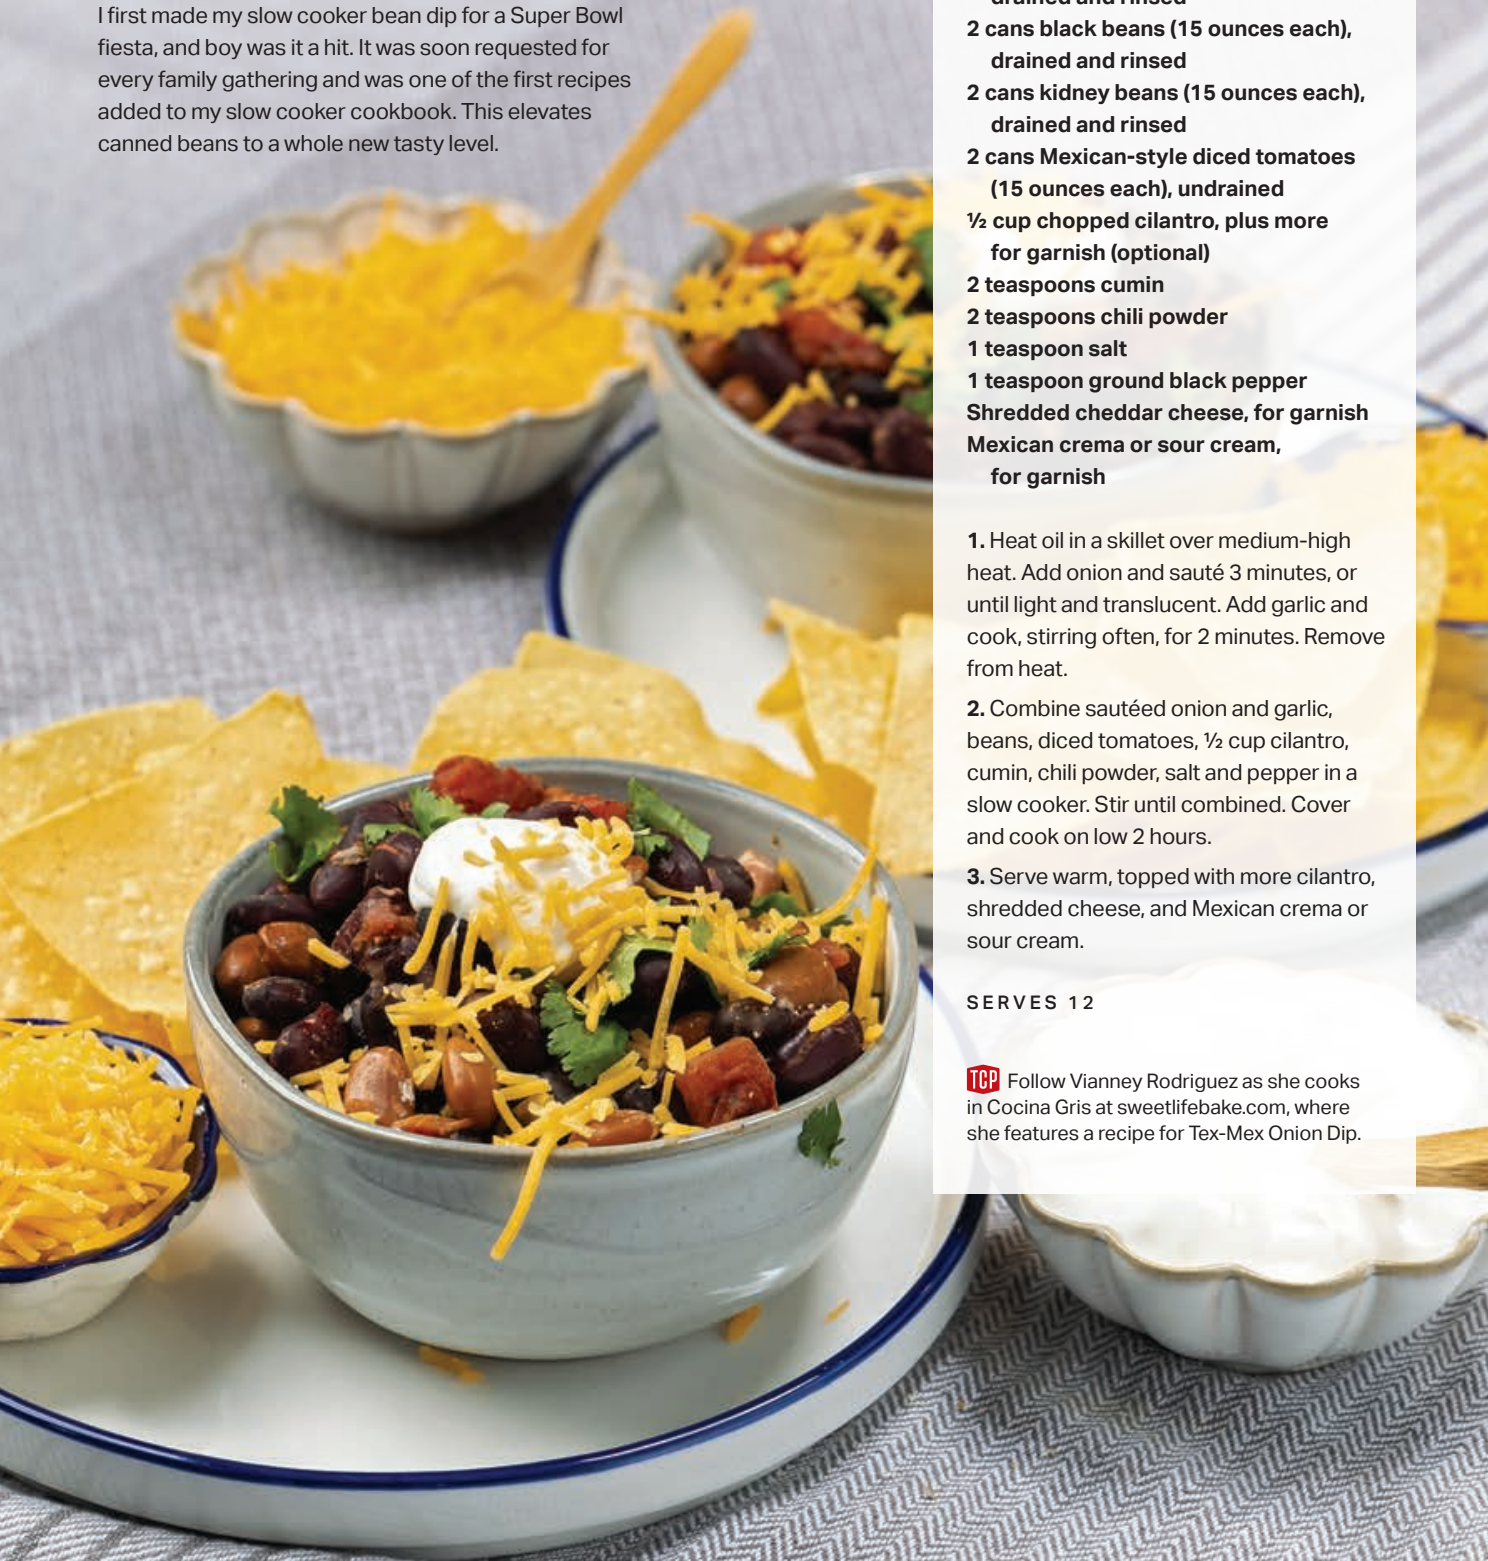 I first made my slow cooker bean dip for a Super Bowl
fiesta, and boy was it a hit. It was soon requested for
every family gathering and was one of the first recipes
added to my slow cooker cookbook. This elevates
canned beans to a whole new tasty level.
drained and rinsed
2 cans black beans (15 ounces each),
drained and rinsed
2 cans kidney beans (15 ounces each),
drained and rinsed
2 cans Mexican-style diced tomatoes
(15 ounces each), undrained
½ cup chopped cilantro, plus more
for garnish (optional)
2 teaspoons cumin
2 teaspoons chili powder
1 teaspoon salt
1 teaspoon ground black pepper
Shredded cheddar cheese, for garnish
Mexican crema or sour cream,
for garnish
1. Heat oil in a skillet over medium-high
heat. Add onion and sauté 3 minutes, or
until light and translucent. Add garlic and
cook, stirring often, for 2 minutes. Remove
from heat.
2. Combine sautéed onion and garlic,
beans, diced tomatoes, ½ cup cilantro,
cumin, chili powder, salt and pepper in a
slow cooker. Stir until combined. Cover
and cook on low 2 hours.
3. Serve warm, topped with more cilantro,
shredded cheese, and Mexican crema or
sour cream.
SERVES 12
TCP Follow Vianney Rodriguez as she cooks
in Cocina Gris at sweetlifebake.com, where
she features a recipe for Tex-Mex Onion Dip.